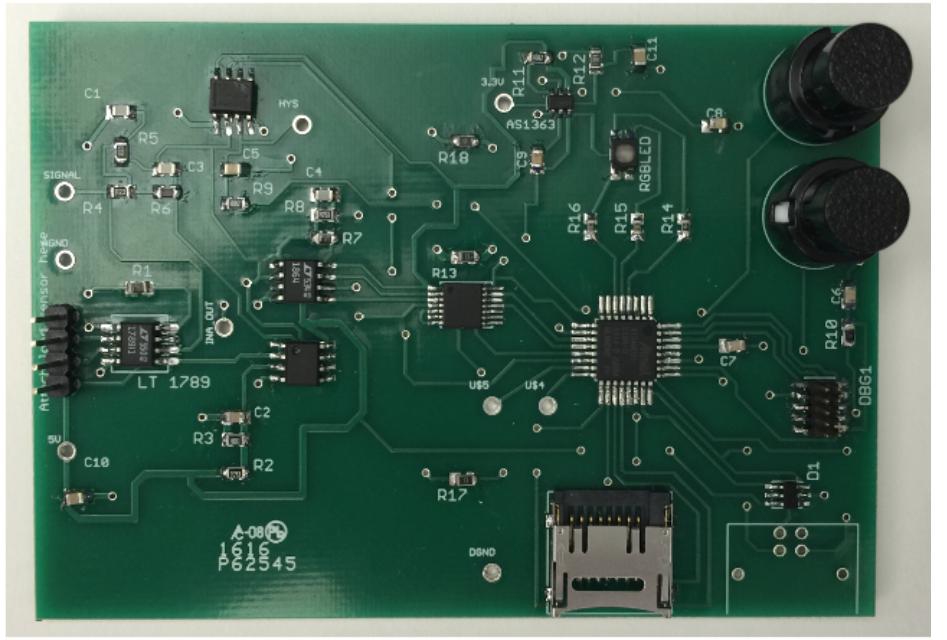 C11
R12
R11
3.3V
AS1363
C9
C8
C1
HYS
R5
C3
C5
C4
R18
RGBLED
SIGNAL
R4
R6
R9
R8
R7
R16
R15
R14
AGND
R1
R13
INA_OUT
C6
R10
C7
LT 1789
U$5
U$4
DBG1
C2
R3
R2
5V
C10
R17
D1
DGND
1616
P62545